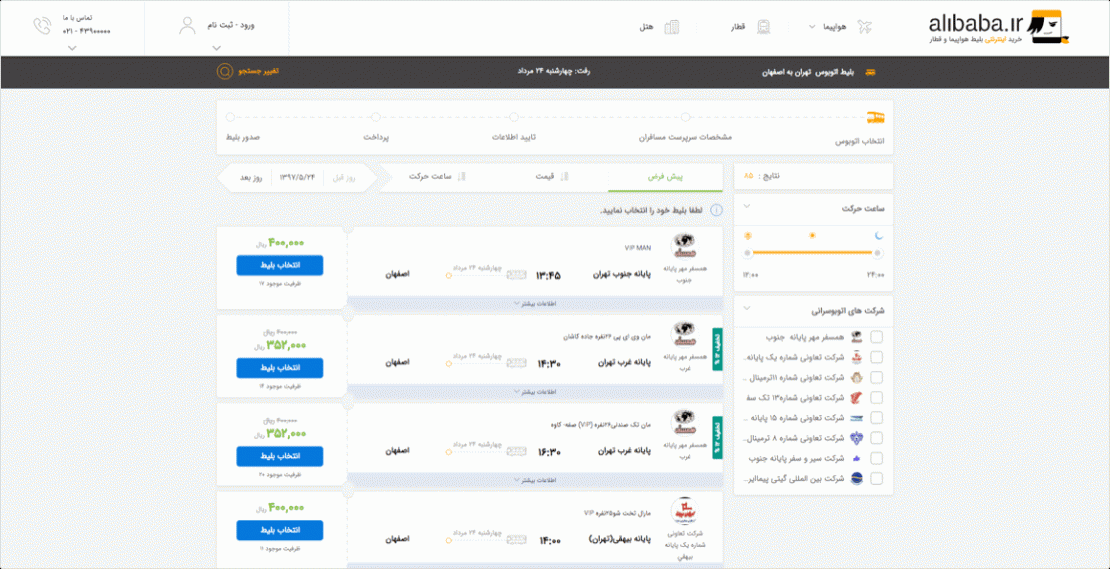 alibaba.ir
خرید اینترنتی بلیط هواپیما و قطار
هواپیما
قطار
هتل
ورود - ثبت نام
تماس با ما
۰۲۱ - ۴۳۹۰۰۰۰۰
بلیط اتوبوس تهران به اصفهان
رفت: چهارشنبه ۲۴ مرداد
تغییر جستجو
انتخاب اتوبوس
مشخصات سرپرست مسافران
تایید اطلاعات
پرداخت
صدور بلیط
نتایج : ۸۵
پیش فرض
قیمت
ساعت حرکت
روز قبل
۱۳۹۷/۵/۲۴
روز بعد
لطفا بلیط خود را انتخاب نمایید.
ساعت حرکت
۲۴:۰۰
۱۲:۰۰
شرکت های اتوبوسرانی
همسفر مهر پایانه جنوب
شرکت تعاونی شماره یک پایانه..
شرکت تعاونی شماره ۱۱ترمینال ...
شرکت تعاونی شماره۱۳ تک سفر
شرکت تعاونی شماره ۱۵ پایانه ...
شرکت تعاونی شماره ۸ ترمینال..
شرکت سیر و سفر پایانه جنوب
شرکت بین المللی گیتی پیماایر..
همسفر مهر پایانه
جنوب
VIP MAN
پایانه جنوب تهران
۱۳:۴۵
چهارشنبه ۲۴ مرداد
اصفهان
۴۰۰,۰۰۰ ریال
انتخاب بلیط
ظرفیت موجود ۱۷
اطلاعات بیشتر
تخفیف ۱۲ %
همسفر مهر پایانه
غرب
مان وی ای پی ۲۶نفره جاده کاشان
پایانه غرب تهران
۱۴:۳۰
چهارشنبه ۲۴ مرداد
اصفهان
۴۰۰,۰۰۰ ریال
۳۵۲,۰۰۰ ریال
انتخاب بلیط
ظرفیت موجود ۱۴
اطلاعات بیشتر
تخفیف ۱۲ %
همسفر مهر پایانه
غرب
مان تک صندلی۲۶نفره (VIP) صفه کاوه
پایانه غرب تهران
۱۶:۳۰
چهارشنبه ۲۴ مرداد
اصفهان
۴۰۰,۰۰۰ ریال
۳۵۲,۰۰۰ ریال
انتخاب بلیط
ظرفیت موجود ۲۰
اطلاعات بیشتر
شرکت تعاونی
شماره یک پایانه
بیهقی
مارال تخت شو۲۵نفره VIP
پایانه بیهقی(تهران)
۱۴:۰۰
چهارشنبه ۲۴ مرداد
اصفهان
۴۰۰,۰۰۰ ریال
انتخاب بلیط
ظرفیت موجود ۱۱